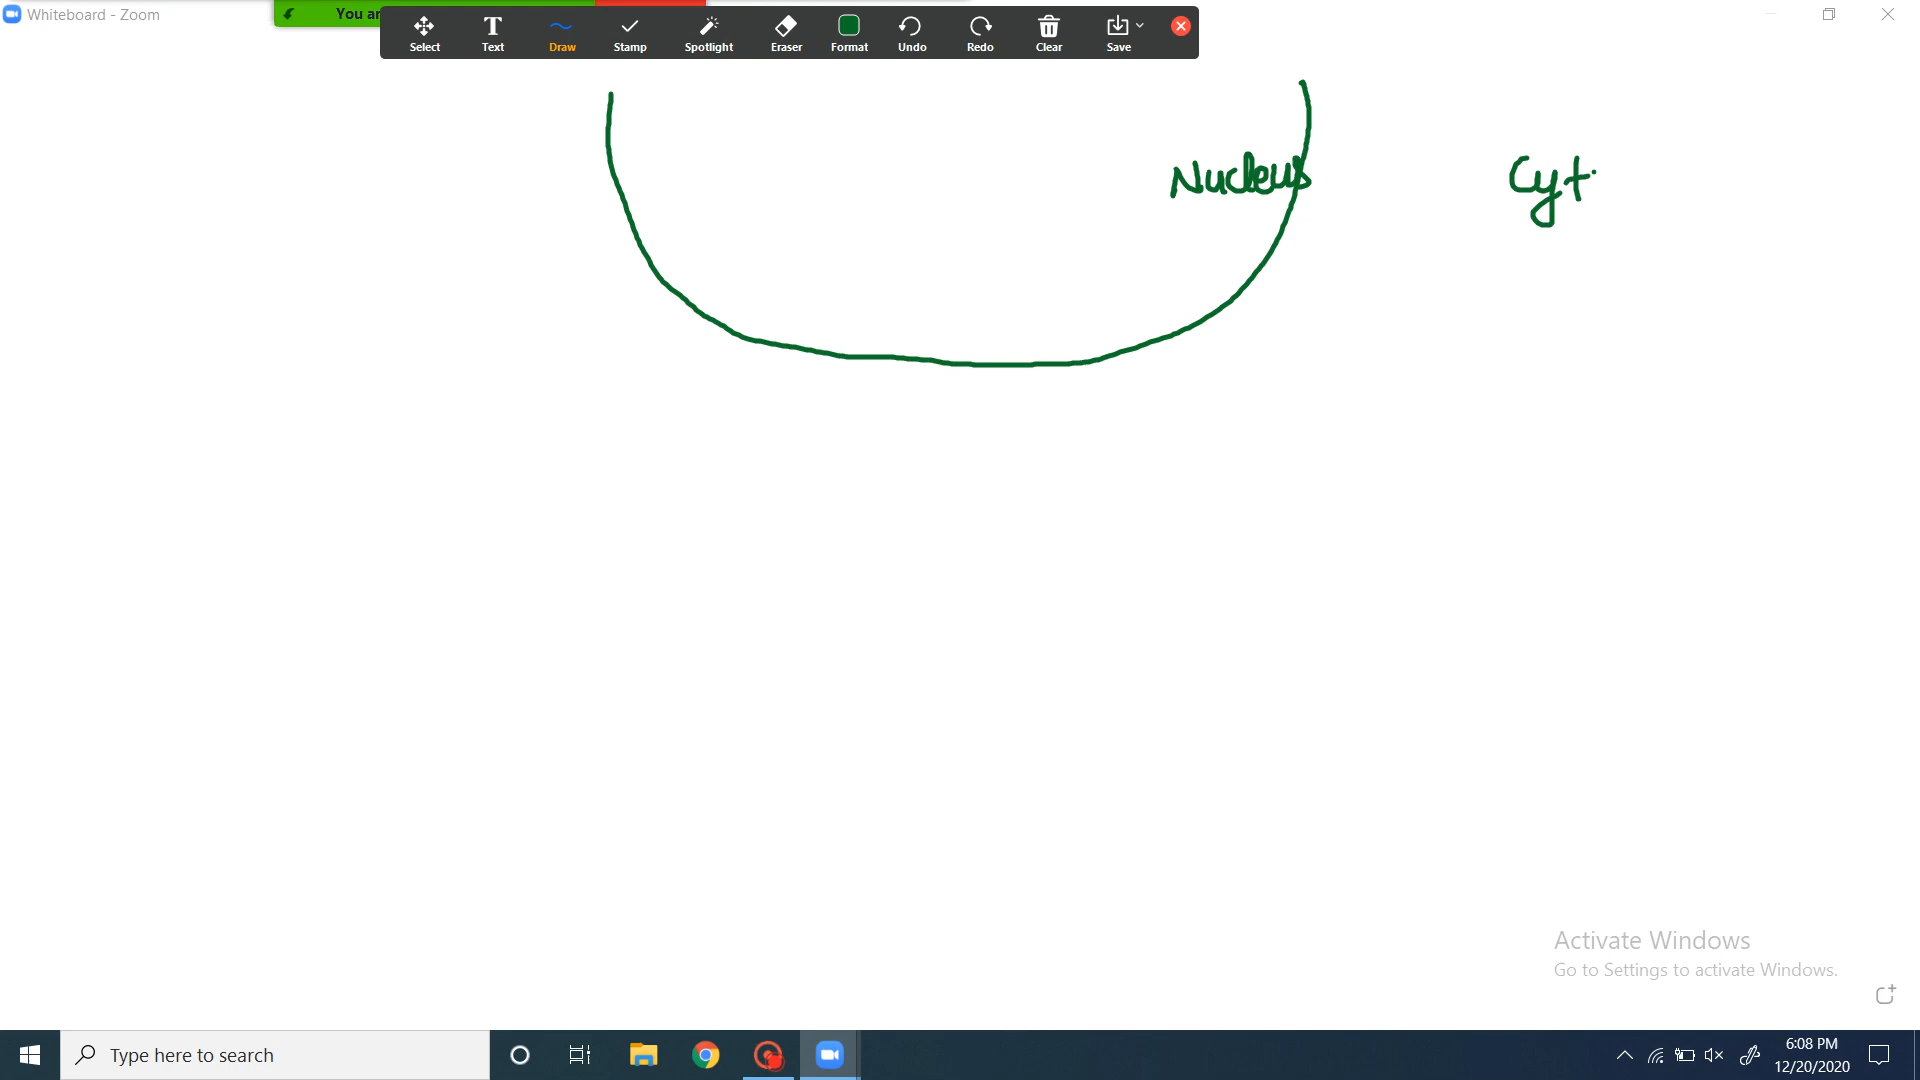 Whiteboard - Zoom
You ar
Select Text Draw Stamp Spotlight Eraser Format Undo Redo Clear Save
Nucleus Cyt
Activate Windows
Go to Settings to activate Windows.
Type here to search
6:08 PM
12/20/2020